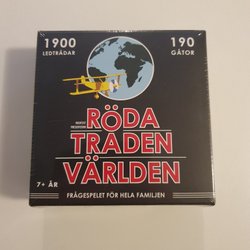 1900
LEDTRÅDAR
190
GÅTOR
RÖDA
TRÅDEN
VÄRLDEN
7+ ÅR
FRÅGESPELET FÖR HELA FAMILJEN